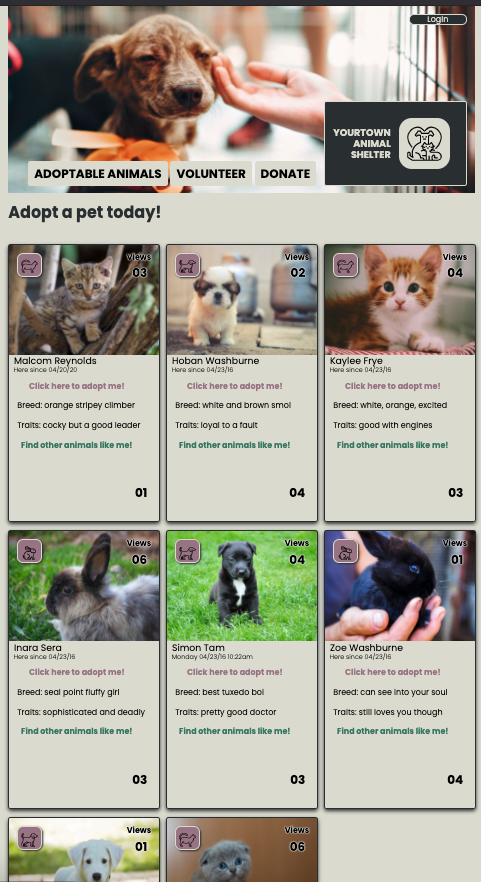 Login
YOURTOWN
ANIMAL
SHELTER
ADOPTABLE ANIMALS
VOLUNTEER
DONATE
Adopt a pet today!
Views
03
Malcom Reynolds
Here since 04/20/20
Click here to adopt me!
Breed: orange stripey climber
Traits: cocky but a good leader
Find other animals like me!
01
Views
02
Hoban Washburne
Here since 04/23/16
Click here to adopt me!
Breed: white and brown smol
Traits: loyal to a fault
Find other animals like me!
04
Views
04
Kaylee Frye
Here since 04/23/16
Click here to adopt me!
Breed: white, orange, excited
Traits: good with engines
Find other animals like me!
03
Views
06
Inara Sera
Here since 04/23/16
Click here to adopt me!
Breed: seal point fluffy girl
Traits: sophisticated and deadly
Find other animals like me!
03
Views
04
Simon Tam
Monday 04/23/16 10:22am
Click here to adopt me!
Breed: best tuxedo boi
Traits: pretty good doctor
Find other animals like me!
03
Views
01
Zoe Washburne
Here since 04/23/16
Click here to adopt me!
Breed: can see into your soul
Traits: still loves you though
Find other animals like me!
04
Views
01
Views
06